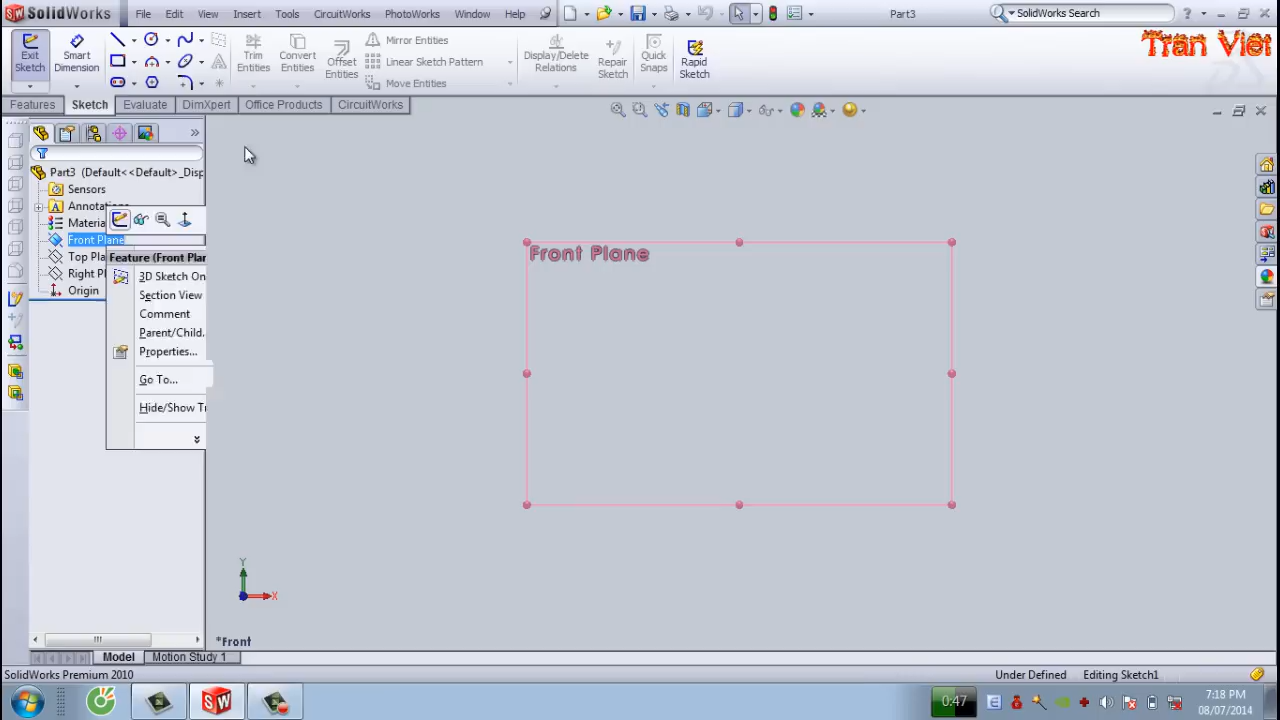 SolidWorks File Edit View Insert Tools CircuitWorks PhotoWorks Window Help Part3 SolidWorks Search
Tran Viet
Exit Sketch Smart Dimension Trim Entities Convert Entities Offset Entities Mirror Entities Linear Sketch Pattern Move Entities Display/Delete Relations Repair Sketch Quick Snaps Rapid Sketch
Features Sketch Evaluate DimXpert Office Products CircuitWorks
Part3 (Default<<Default>_Disp
Sensors
Annotations
Materia
Front Plane
Top Pla
Right Pl
Origin
Feature (Front Plan
3D Sketch On
Section View
Comment
Parent/Child.
Properties...
Go To...
Hide/Show Tr
Front Plane
Y
X
*Front
Model Motion Study 1
SolidWorks Premium 2010 Under Defined Editing Sketch1
0:47 7:18 PM
08/07/2014